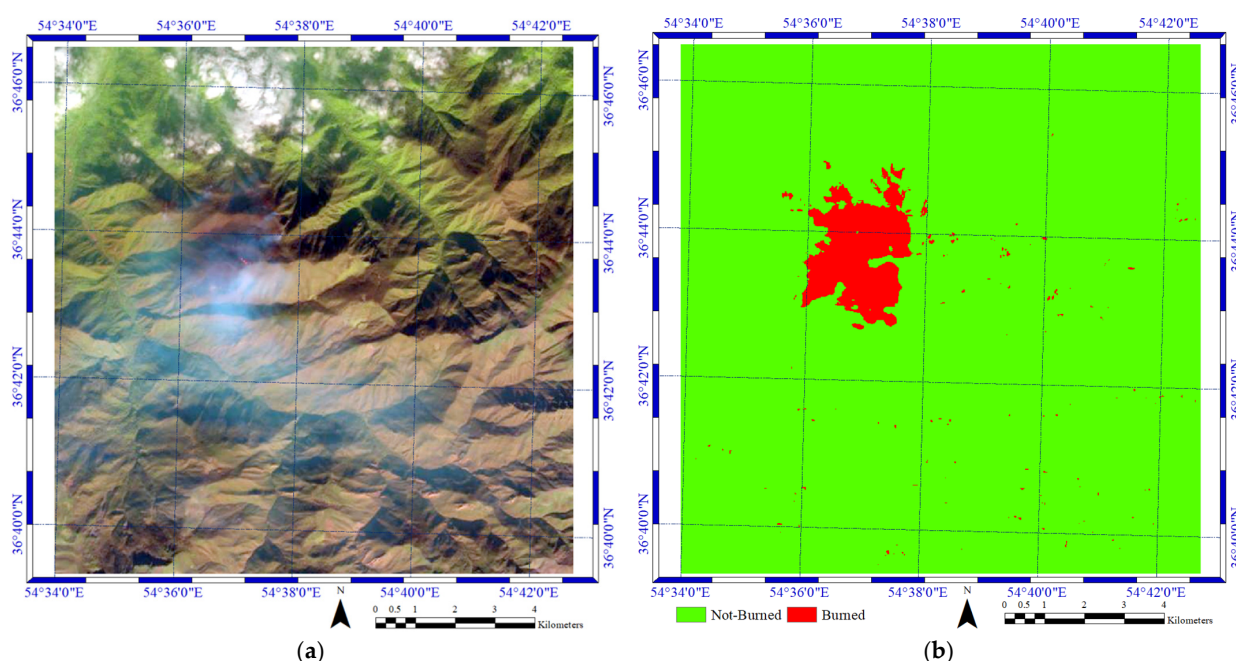 54°34'0"E 54°36'0"E 54°38'0"E 54°40'0"E 54°42'0"E
54°34'0"E 54°36'0"E 54°38'0"E 54°40'0"E 54°42'0"E
36°46'0"N 36°46'0"N 36°46'0"N 36°46'0"N
36°44'0"N 36°44'0"N 36°44'0"N 36°44'0"N
36°42'0"N 36°42'0"N 36°42'0"N 36°42'0"N
36°40'0"N 36°40'0"N 36°40'0"N 36°40'0"N
54°34'0"E 54°36'0"E 54°38'0"E 54°40'0"E 54°42'0"E
54°34'0"E 54°36'0"E 54°38'0"E 54°40'0"E 54°42'0"E
N
0 0.5 1 2 3 4
Kilometers
Not-Burned Burned
N
0 0.5 1 2 3 4
Kilometers
(a) (b)